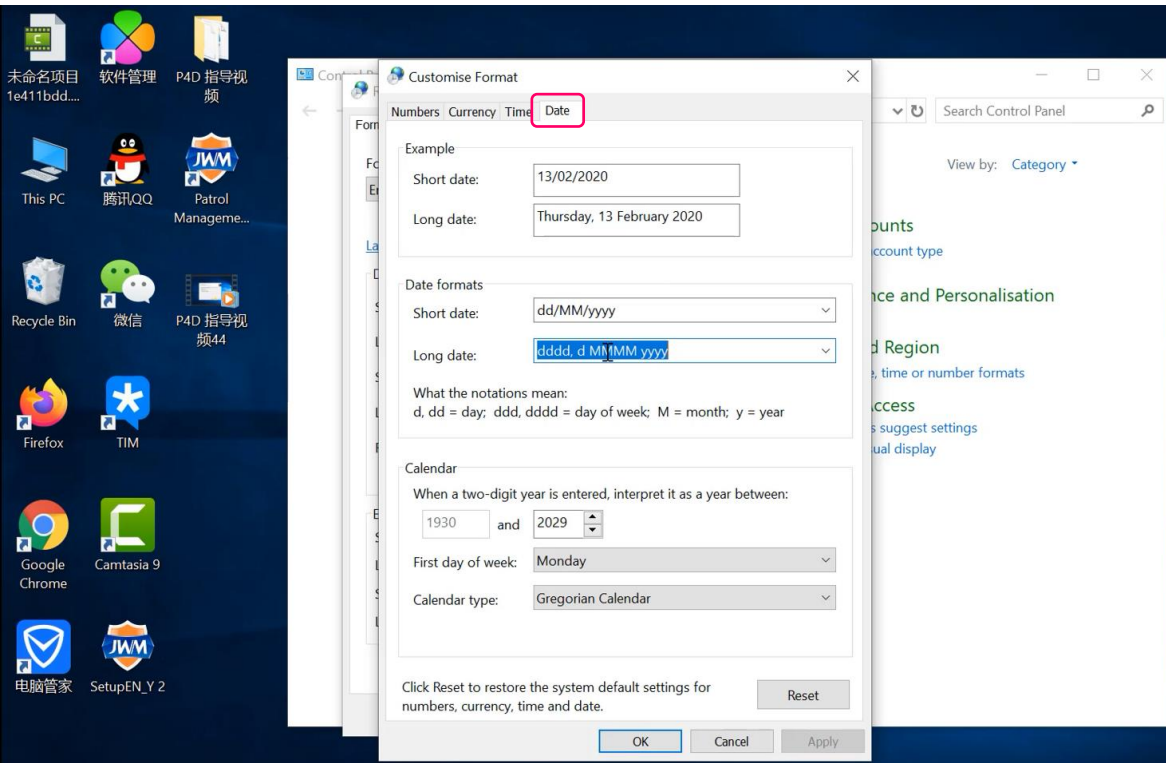 未命名项目
1e411bdd....
软件管理
P4D 指导视
频
This PC
腾讯QQ
JWM
Patrol
Manageme...
Recycle Bin
微信
P4D 指导视
频44
Firefox
TIM
Google
Chrome
Camtasia 9
电脑管家
JWM
SetupEN_Y 2
Search Control Panel
View by: Category
ounts
ccount type
nce and Personalisation
d Region
, time or number formats
ccess
s suggest settings
ual display
Customise Format
Numbers Currency Time Date
Example
Short date: 13/02/2020
Long date: Thursday, 13 February 2020
Date formats
Short date: dd/MM/yyyy
Long date: dddd, d MMMM yyyy
What the notations mean:
d, dd = day; ddd, dddd = day of week; M = month; y = year
Calendar
When a two-digit year is entered, interpret it as a year between:
1930 and 2029
First day of week: Monday
Calendar type: Gregorian Calendar
Click Reset to restore the system default settings for
numbers, currency, time and date.
Reset
OK Cancel Apply